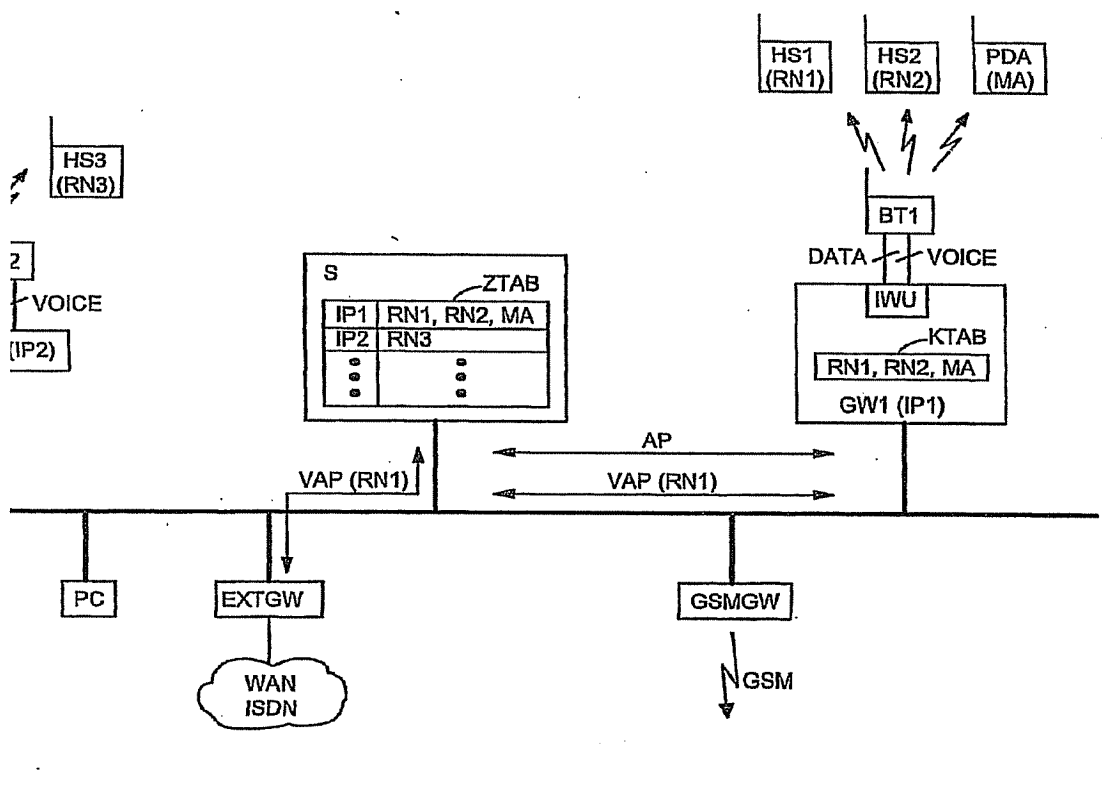 HS1
(RN1)
HS2
(RN2)
PDA
(MA)
HS3
(RN3)
BT1
DATA
VOICE
2
VOICE
(IP2)
S
ZTAB
IP1 RN1, RN2, MA
IP2 RN3
IWU
KTAB
RN1, RN2, MA
GW1 (IP1)
AP
VAP (RN1)
VAP (RN1)
PC
EXTGW
GSMGW
WAN
ISDN
GSM